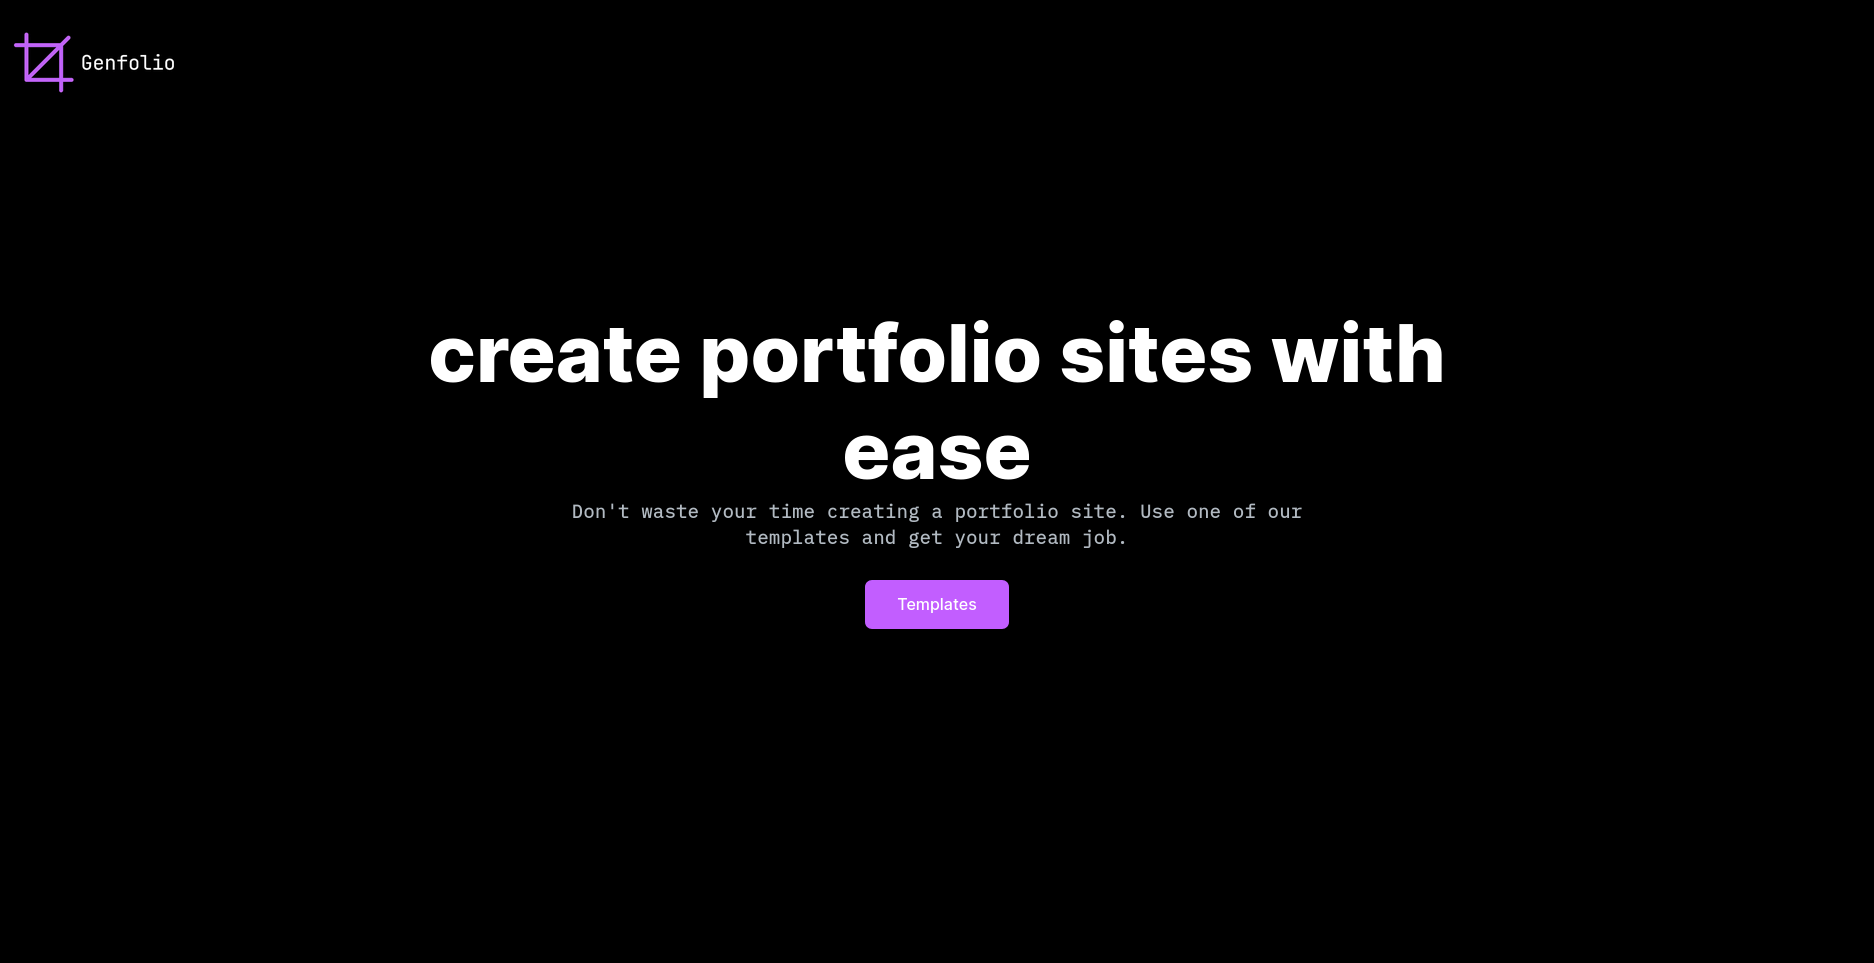 Genfolio
create portfolio sites with
ease
Don't waste your time creating a portfolio site. Use one of our
templates and get your dream job.
Templates